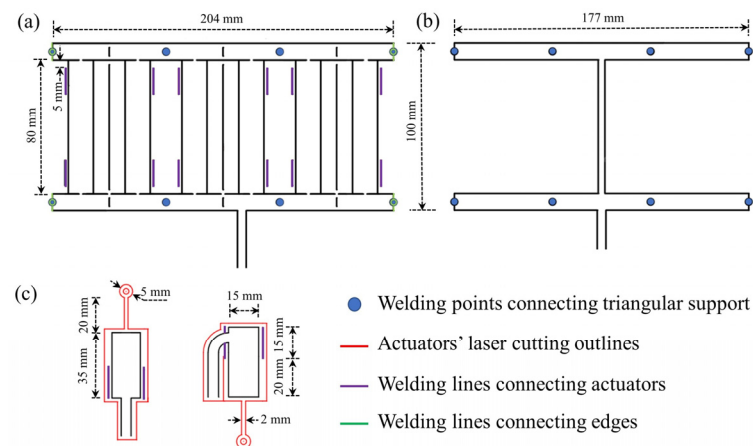 (a)
204 mm
5 mm
80 mm
(b)
177 mm
100 mm
(c)
5 mm
20 mm
35 mm
15 mm
15 mm
20 mm
2 mm
Welding points connecting triangular support
Actuators' laser cutting outlines
Welding lines connecting actuators
Welding lines connecting edges